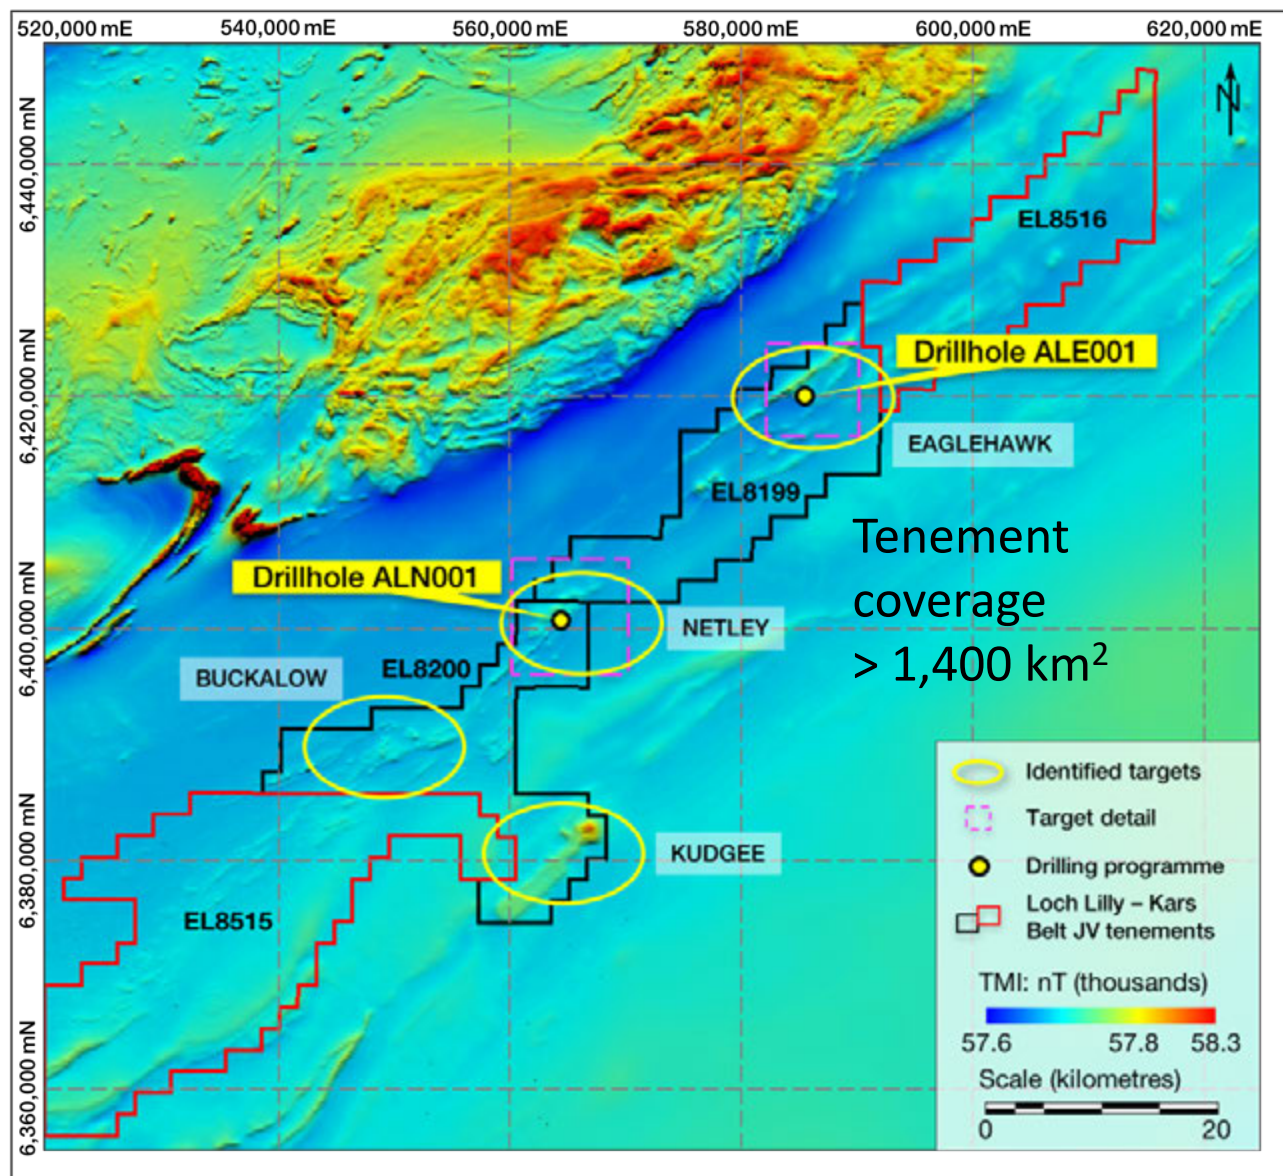 520,000 mE
540,000 mE
560,000 mE
580,000 mE
600,000 mE
620,000 mE
6,440,000 mN
6,420,000 mN
6,400,000 mN
6,380,000 mN
6,360,000 mN
N
EL8516
Drillhole ALE001
EAGLEHAWK
EL8199
Tenement
coverage
> 1,400 km²
Drillhole ALN001
NETLEY
EL8200
BUCKALOW
KUDGEE
EL8515
Identified targets
Target detail
Drilling programme
Loch Lilly – Kars
Belt JV tenements
TMI: nT (thousands)
57.6 57.8 58.3
Scale (kilometres)
0 20